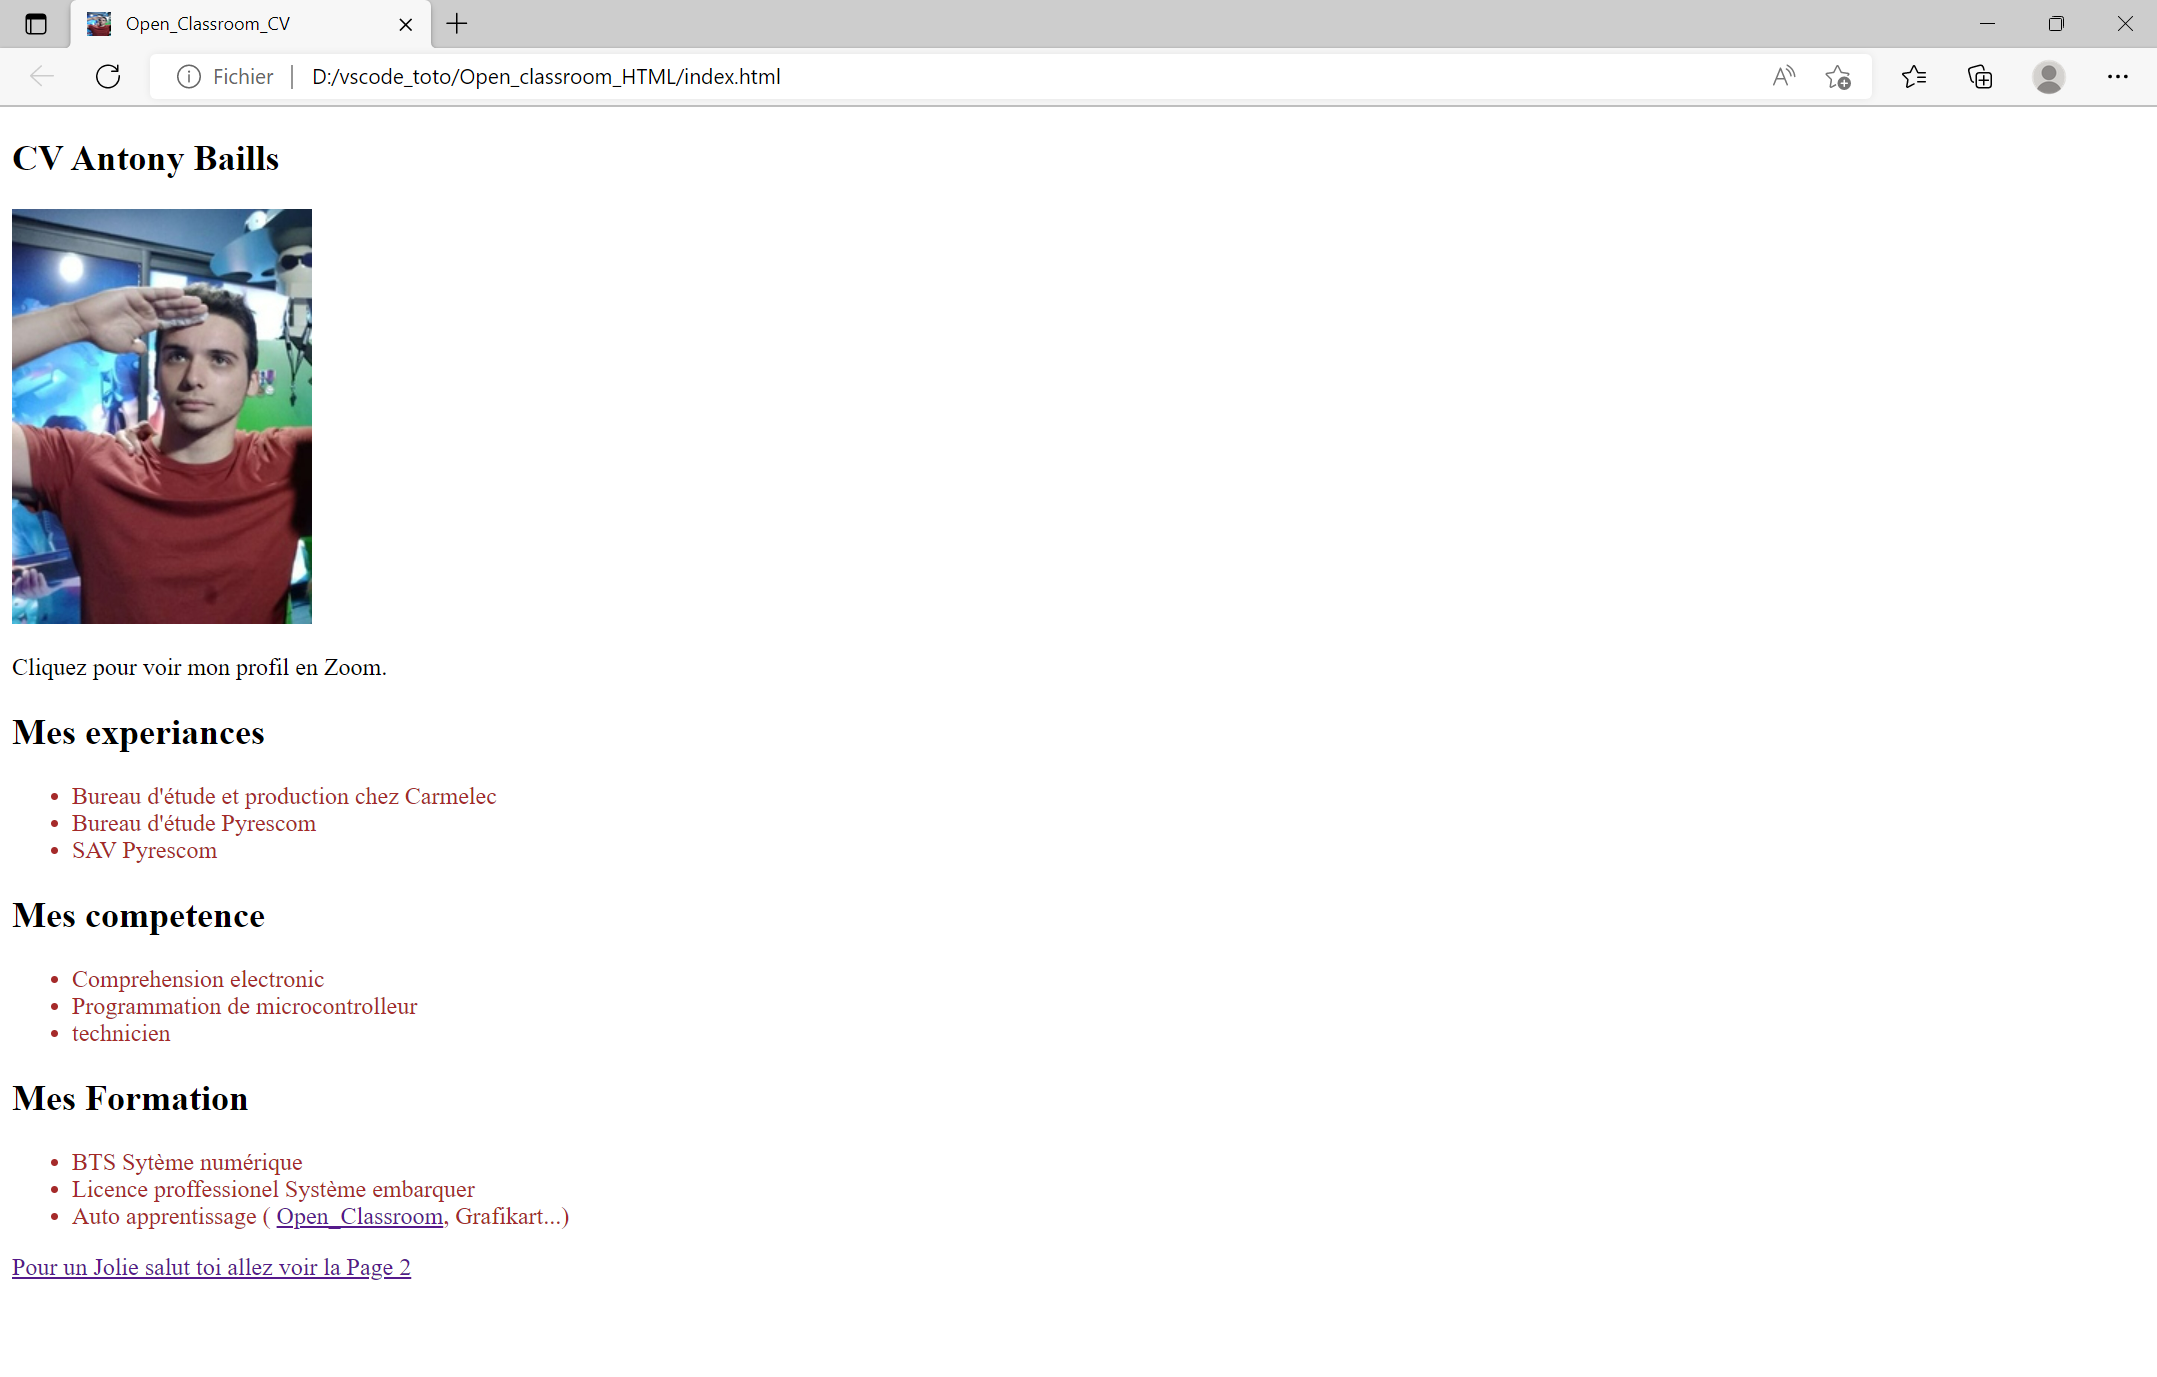 Open_Classroom_CV
Fichier D:/vscode_toto/Open_classroom_HTML/index.html
CV Antony Baills
Cliquez pour voir mon profil en Zoom.
Mes experiances
Bureau d'étude et production chez Carmelec
Bureau d'étude Pyrescom
SAV Pyrescom
Mes competence
Comprehension electronic
Programmation de microcontrolleur
technicien
Mes Formation
BTS Sytème numérique
Licence proffessionel Système embarquer
Auto apprentissage ( Open_Classroom, Grafikart...)
Pour un Jolie salut toi allez voir la Page 2